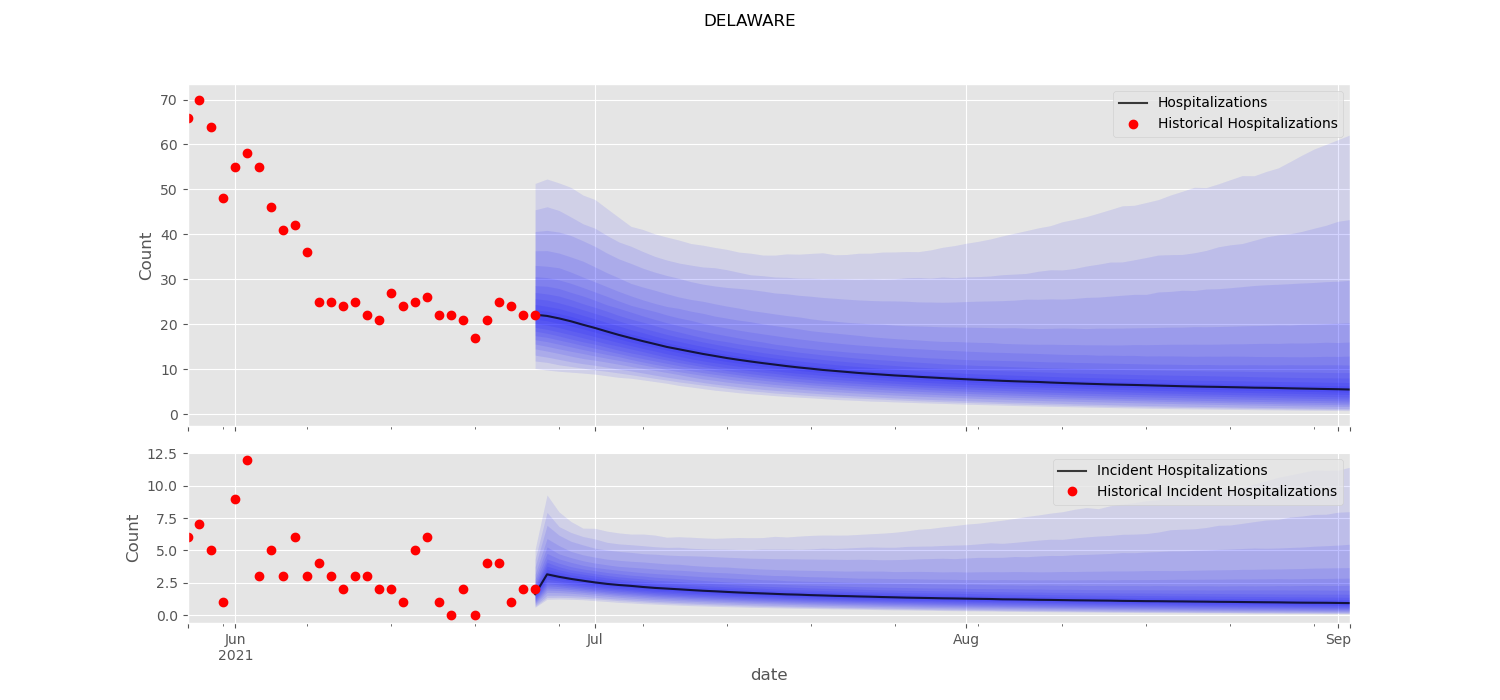 DELAWARE
70
60
50
40
30
20
10
0
Count
Hospitalizations
Historical Hospitalizations
12.5
10.0
7.5
5.0
2.5
0.0
Count
Incident Hospitalizations
Historical Incident Hospitalizations
Jun
2021
Jul
Aug
Sep
date